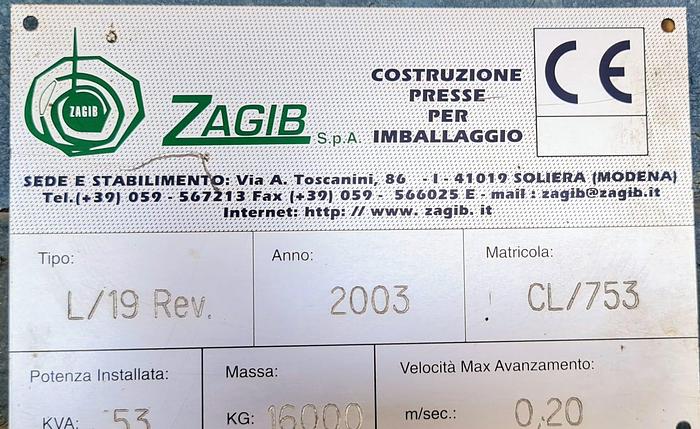 ZAGIB
ZAGIB S.p.A.
COSTRUZIONE
PRESSE
PER
IMBALLAGGIO
CE
SEDE E STABILIMENTO: Via A. Toscanini, 86 - I - 41019 SOLIERA (MODENA)
Tel.(+39) 059 - 567213 Fax (+39) 059 - 566025 E - mail : zagib@zagib.it
Internet: http: // www. zagib. it
Tipo: Anno: Matricola:
L/19 Rev. 2003 CL/753
Potenza Installata: Massa: Velocità Max Avanzamento:
KVA: 53 KG: 16000 m/sec.: 0,20